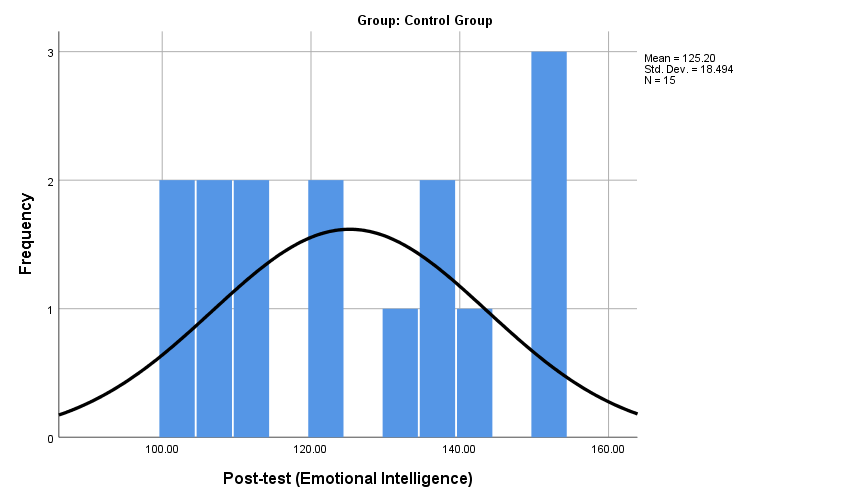 Group: Control Group
Mean = 125.20
Std. Dev. = 18.494
N = 15
Frequency
3
2
1
0
100.00 120.00 140.00 160.00
Post-test (Emotional Intelligence)